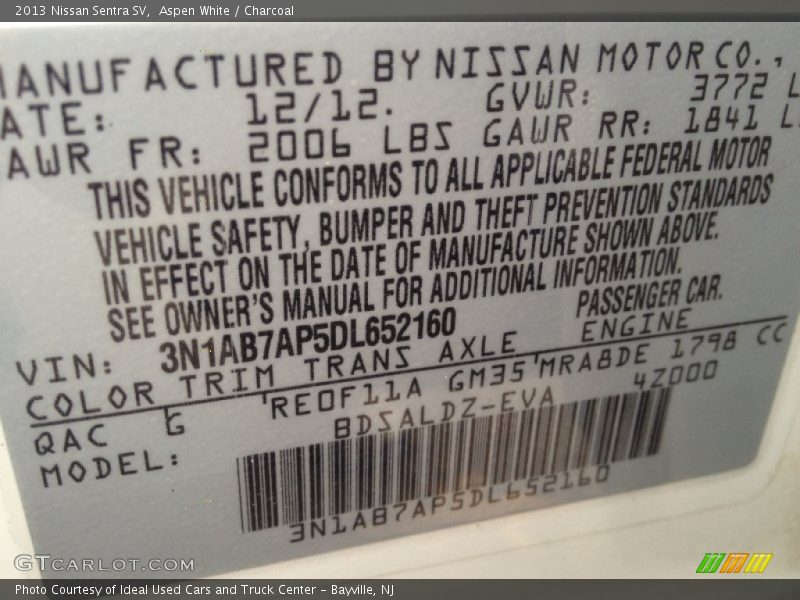 2013 Nissan Sentra SV, Aspen White / Charcoal
MANUFACTURED BY NISSAN MOTOR CO.,
ATE: 12/12. GVWR: 3772 L
AWR FR: 2006 LBS GAWR RR: 1841 L
THIS VEHICLE CONFORMS TO ALL APPLICABLE FEDERAL MOTOR
VEHICLE SAFETY, BUMPER AND THEFT PREVENTION STANDARDS
IN EFFECT ON THE DATE OF MANUFACTURE SHOWN ABOVE.
SEE OWNER'S MANUAL FOR ADDITIONAL INFORMATION.
VIN: 3N1AB7AP5DL652160 PASSENGER CAR.
COLOR TRIM TRANS AXLE ENGINE
QAC G REOF11A GM35 MRA8DE 1798 CC
MODEL: BDSALDZ-EVA 4Z000
3N1AB7AP5DL652160
GTCARLOT.COM
Photo Courtesy of Ideal Used Cars and Truck Center – Bayville, NJ